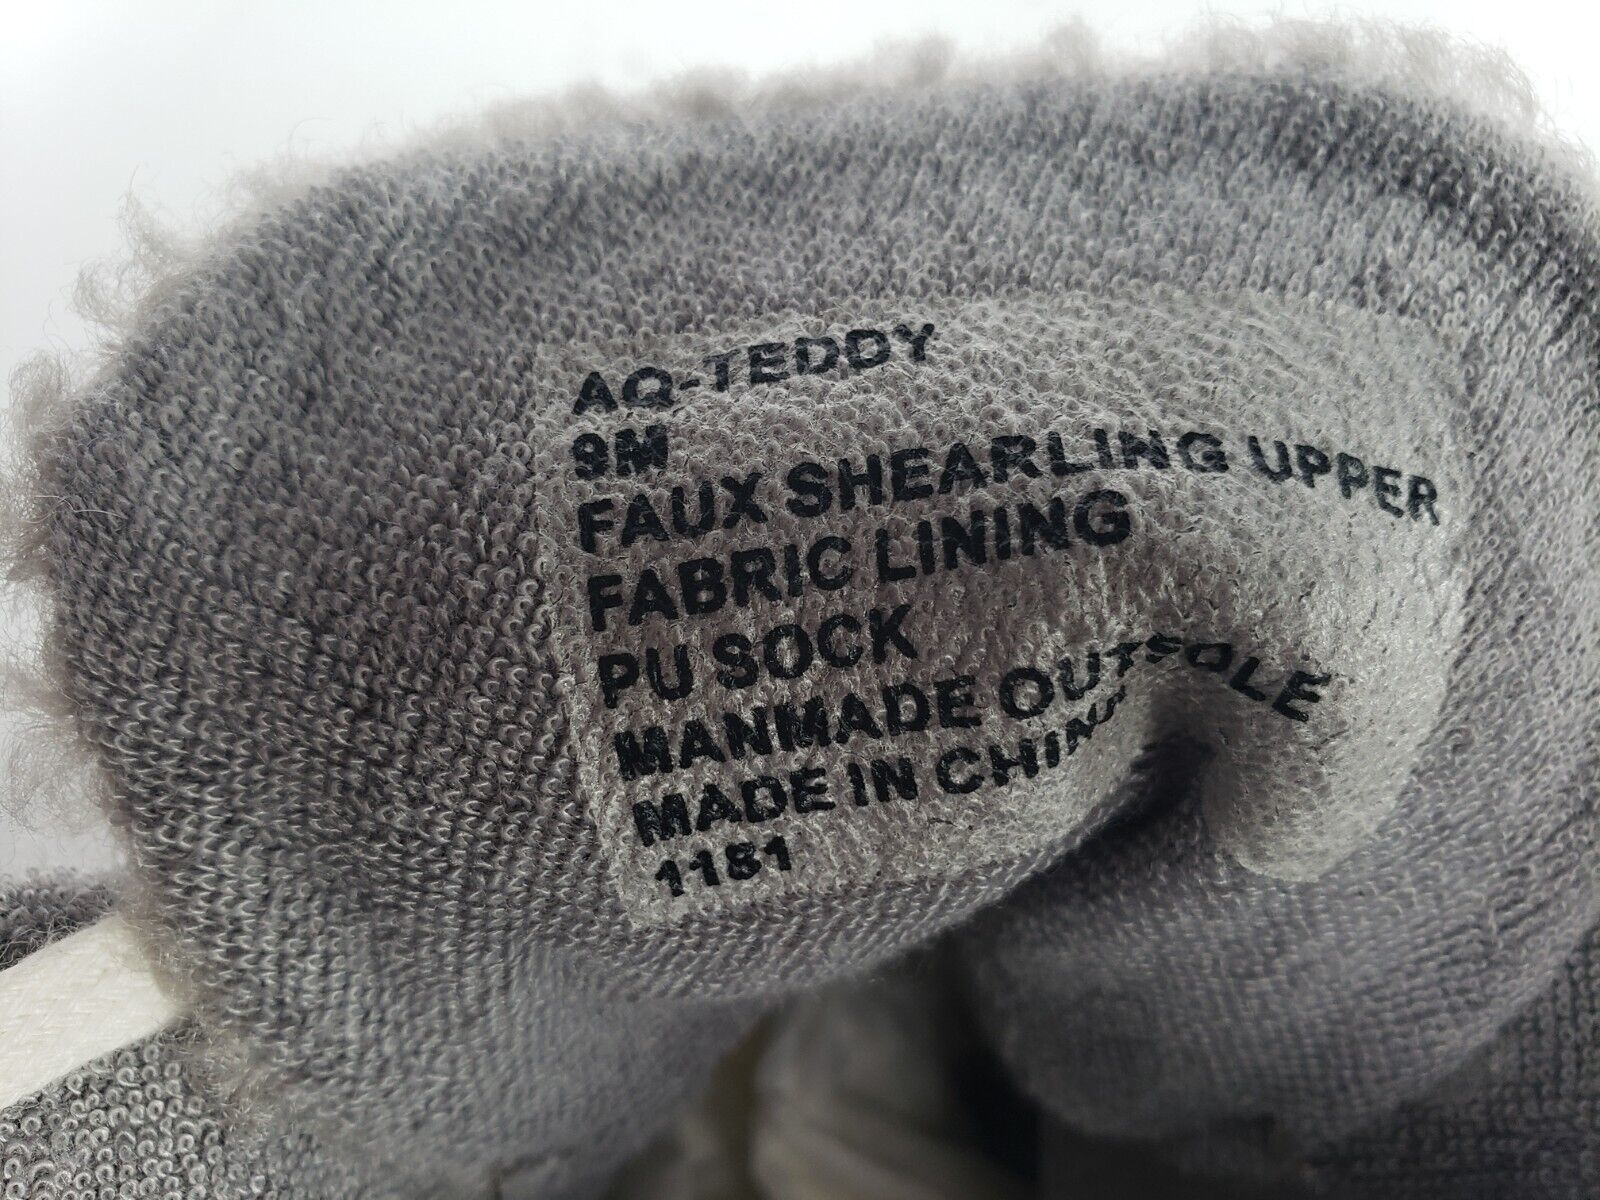 AQ-TEDDY
9M
FAUX SHEARLING UPPER
FABRIC LINING
PU SOCK
MANMADE OUTSOLE
MADE IN CHINA
1181